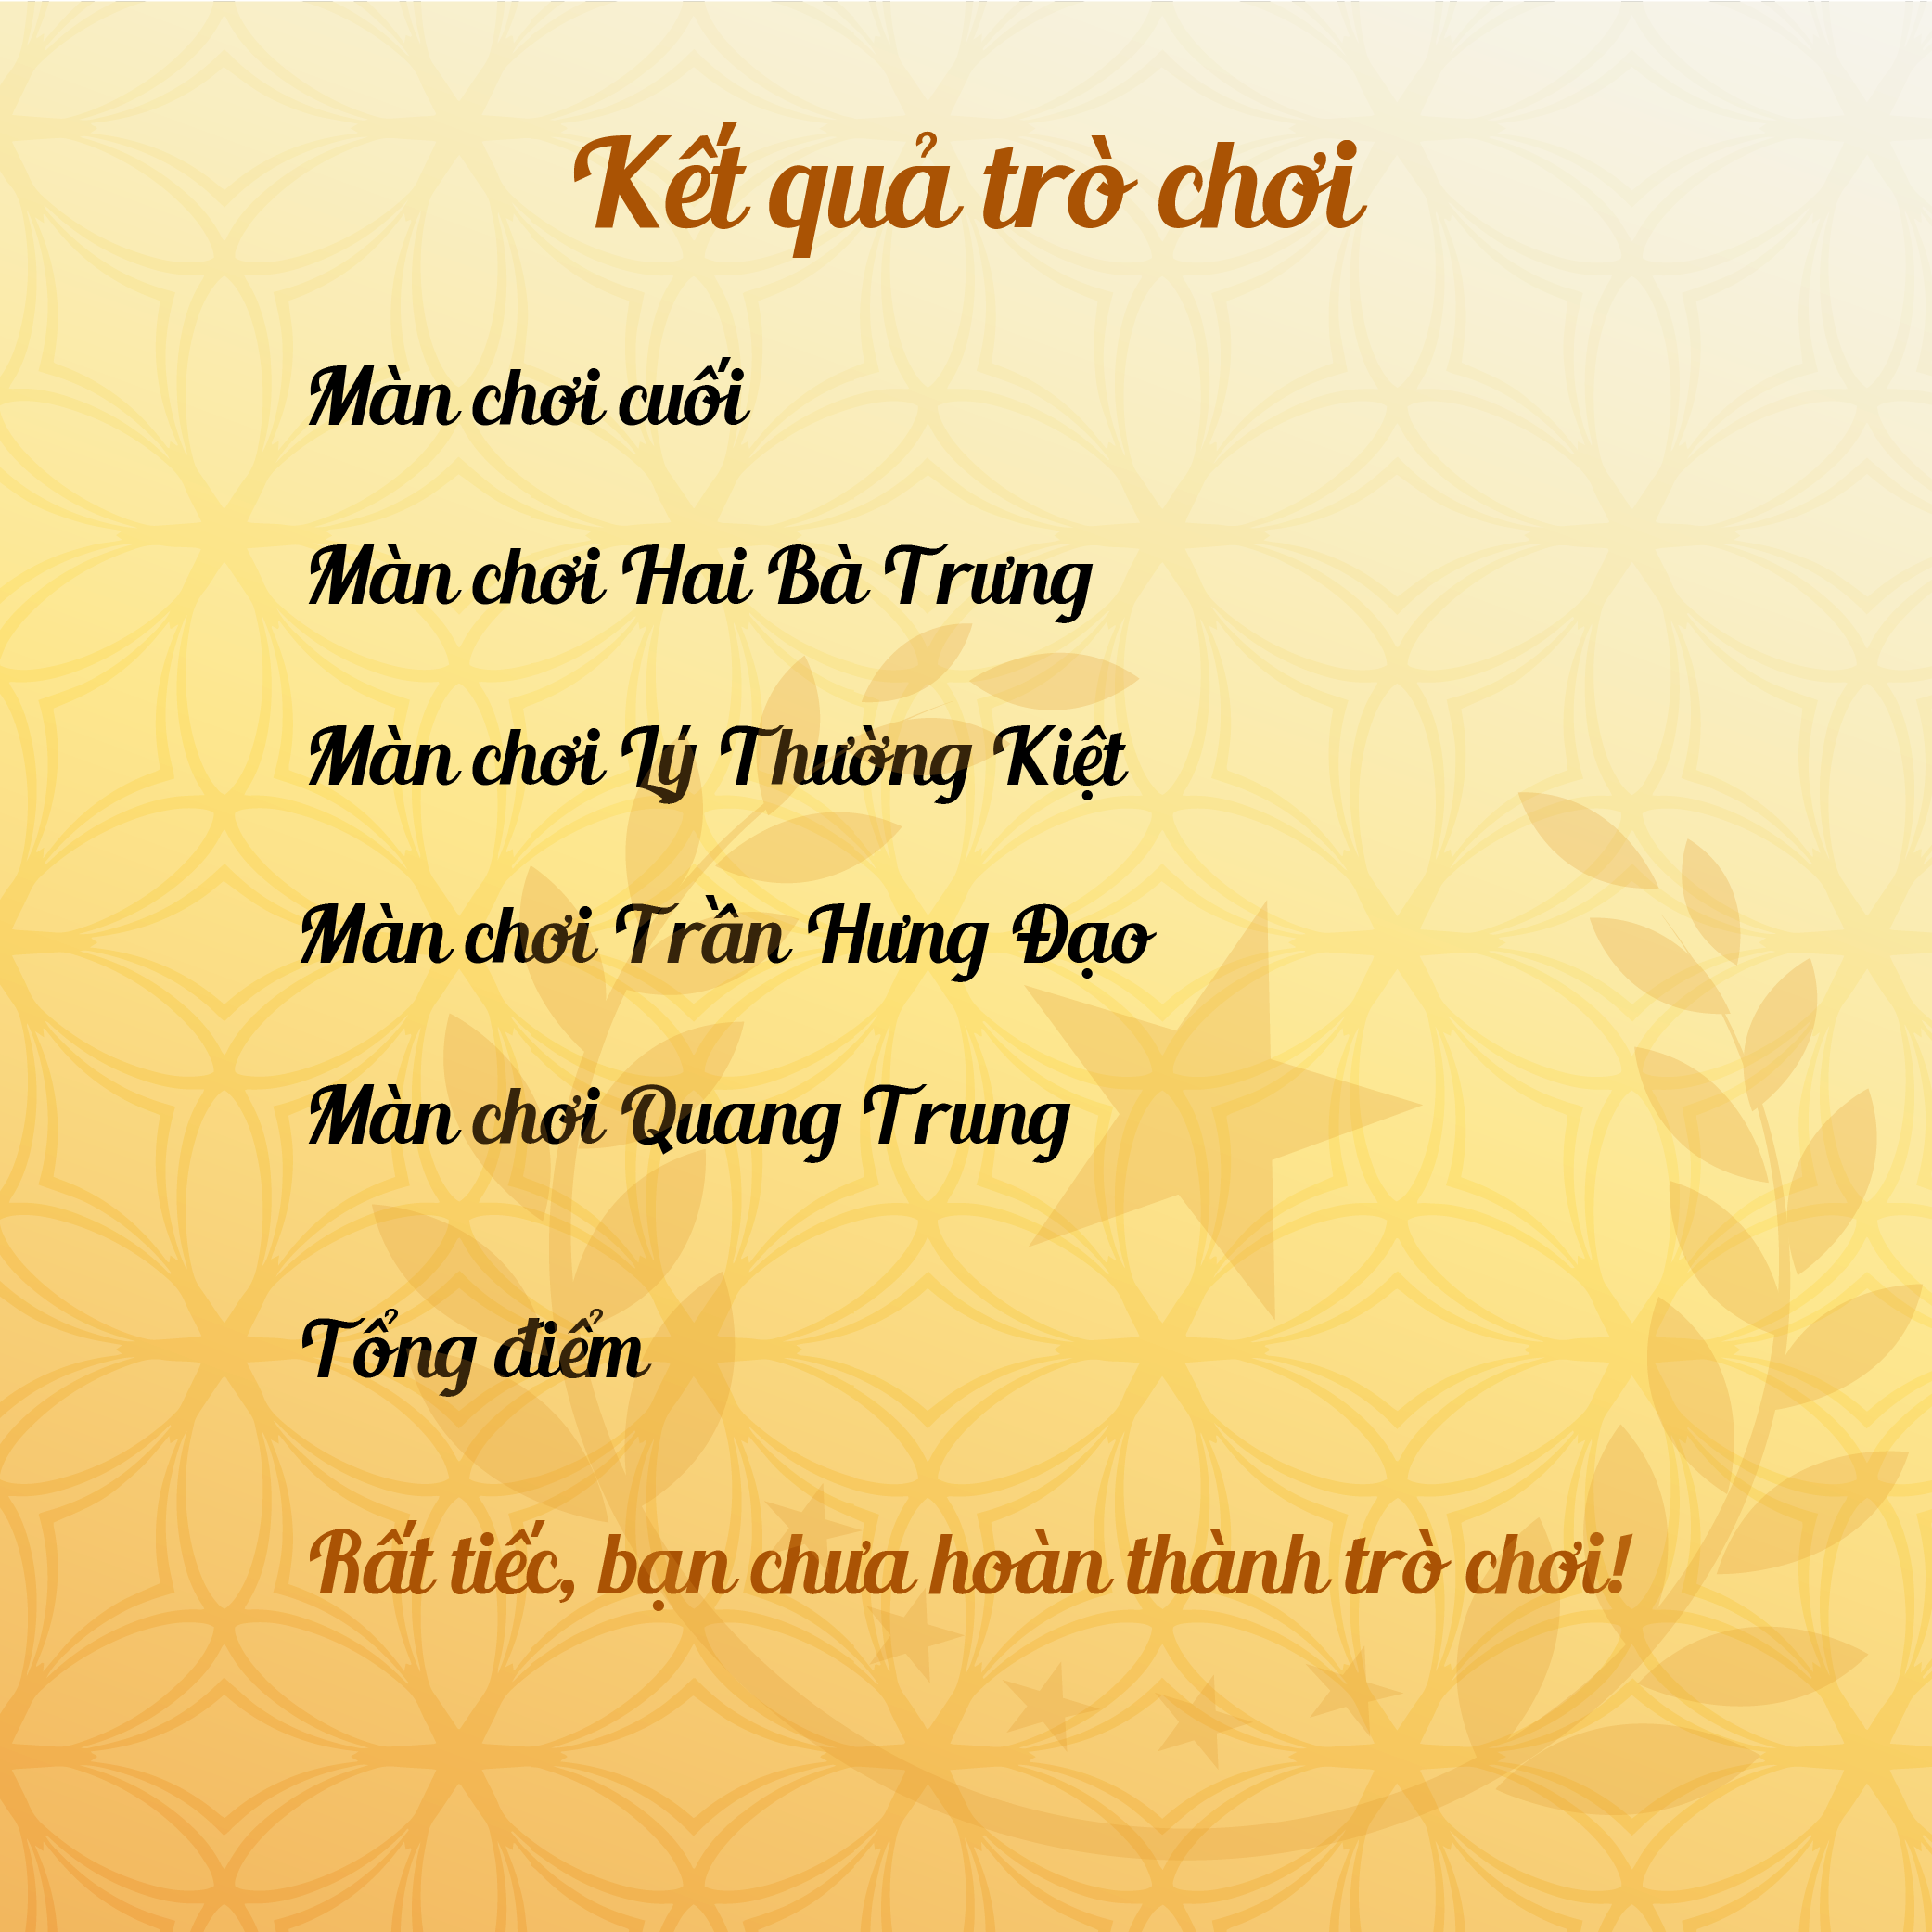 Kết quả trò chơi
Màn chơi cuối
Màn chơi Hai Bà Trưng
Màn chơi Lý Thường Kiệt
Màn chơi Trần Hưng Đạo
Màn chơi Quang Trung
Tổng điểm
Rất tiếc, bạn chưa hoàn thành trò chơi!